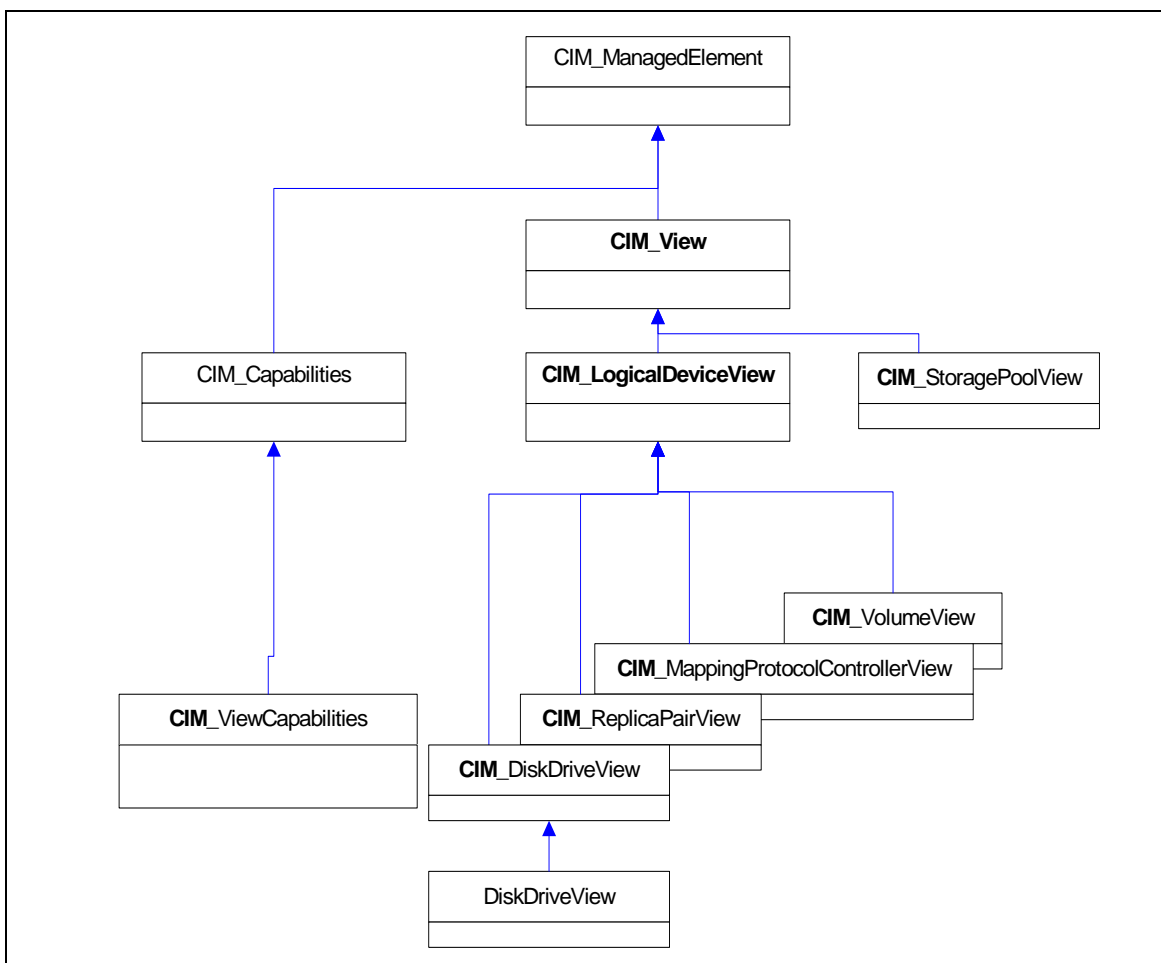 CIM_ManagedElement
CIM_View
CIM_Capabilities
CIM_LogicalDeviceView
CIM_StoragePoolView
CIM_VolumeView
CIM_MappingProtocolControllerView
CIM_ViewCapabilities
CIM_ReplicaPairView
CIM_DiskDriveView
DiskDriveView